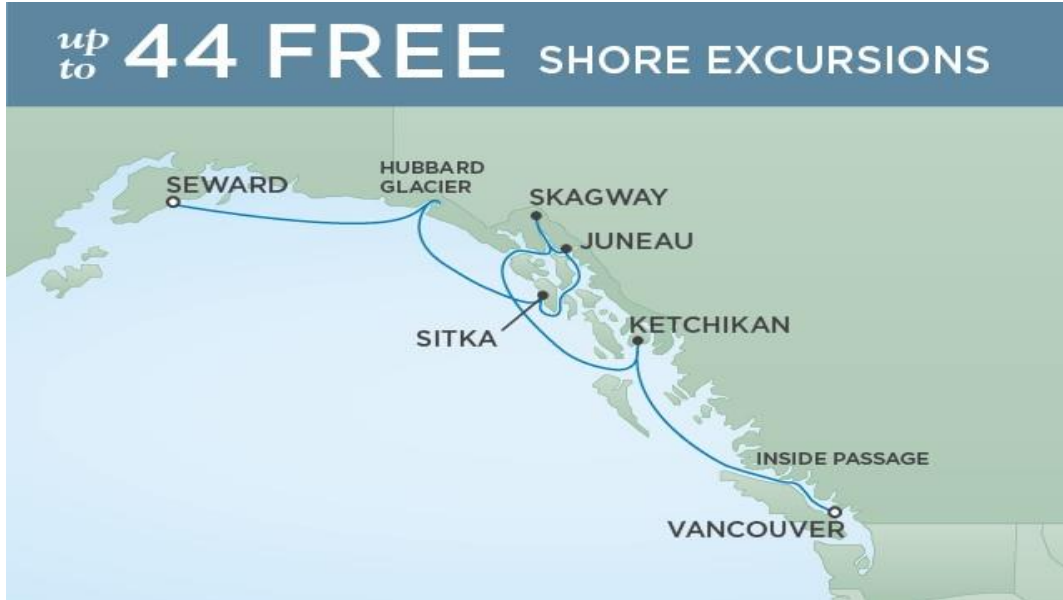 up to 44 FREE SHORE EXCURSIONS
HUBBARD
GLACIER
SEWARD
SKAGWAY
JUNEAU
SITKA
KETCHIKAN
INSIDE PASSAGE
VANCOUVER